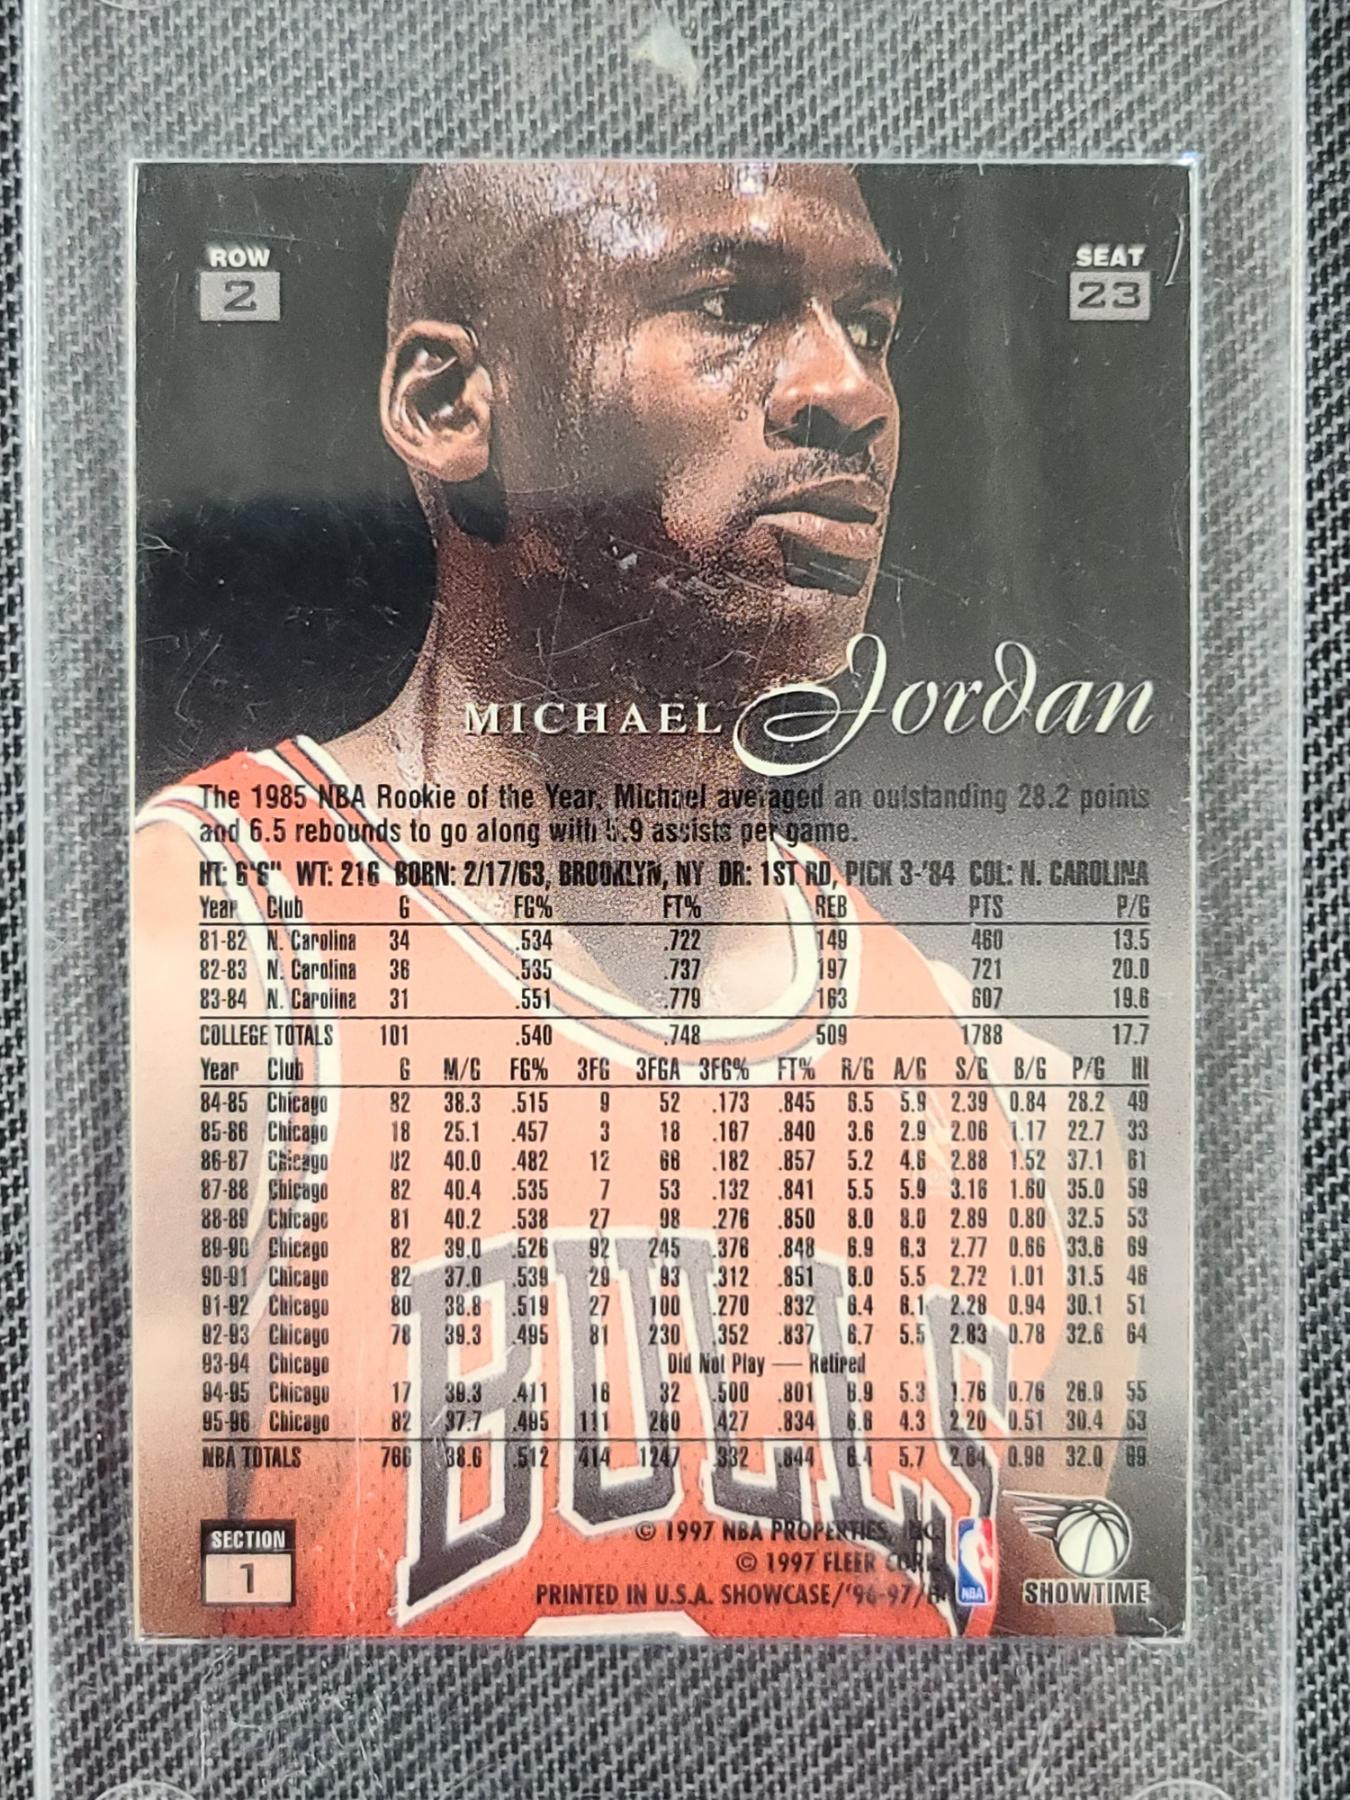 ROW SEAT
2 23
MICHAEL Jordan
The 1985 NBA Rookie of the Year, Michael averaged an outstanding 28.2 points
and 6.5 rebounds to go along with 5.9 assists per game.
HT: 6'6" WT: 216 BORN: 2/17/63, BROOKLYN, NY DR: 1ST RD, PICK 3-'84 COL: N. CAROLINA
Year Club G FG% FT% REB PTS P/G
81-82 N. Carolina 34 .534 .722 149 460 13.5
82-83 N. Carolina 36 .535 .737 197 721 20.0
83-84 N. Carolina 31 .551 .779 163 607 19.6
COLLEGE TOTALS 101 .540 .748 509 1788 17.7
Year Club G M/G FG% 3FG 3FGA 3FG% FT% R/G A/G S/G B/G P/G HI
84-85 Chicago 82 38.3 .515 9 52 .173 .845 6.5 5.9 2.39 0.84 28.2 49
85-86 Chicago 18 25.1 .457 3 18 .167 .840 3.6 2.9 2.06 1.17 22.7 33
86-87 Chicago 82 40.0 .482 12 66 .182 .857 5.2 4.6 2.88 1.52 37.1 61
87-88 Chicago 82 40.4 .535 7 53 .132 .841 5.5 5.9 3.16 1.60 35.0 59
88-89 Chicago 81 40.2 .538 27 98 .276 .850 8.0 8.0 2.89 0.80 32.5 53
89-90 Chicago 82 39.0 .526 92 245 .376 .848 6.9 6.3 2.77 0.66 33.6 69
90-91 Chicago 82 37.0 .539 29 93 .312 .851 6.0 5.5 2.72 1.01 31.5 46
91-92 Chicago 80 38.8 .519 27 100 .270 .832 6.4 6.1 2.28 0.94 30.1 51
92-93 Chicago 78 39.3 .495 81 230 .352 .837 6.7 5.5 2.83 0.78 32.6 64
93-94 Chicago Did Not Play — Retired
94-95 Chicago 17 39.3 .411 16 32 .500 .801 6.9 5.3 1.76 0.76 26.9 55
95-96 Chicago 82 37.7 .495 111 260 .427 .834 6.6 4.3 2.20 0.51 30.4 53
NBA TOTALS 766 38.6 .512 414 1247 .332 .844 6.4 5.7 2.64 0.98 32.0 69
BULLS
SECTION
1
© 1997 NBA PROPERTIES, INC.
© 1997 FLEER CORP.
PRINTED IN U.S.A. SHOWCASE/'96-97/
NBA
SHOWTIME